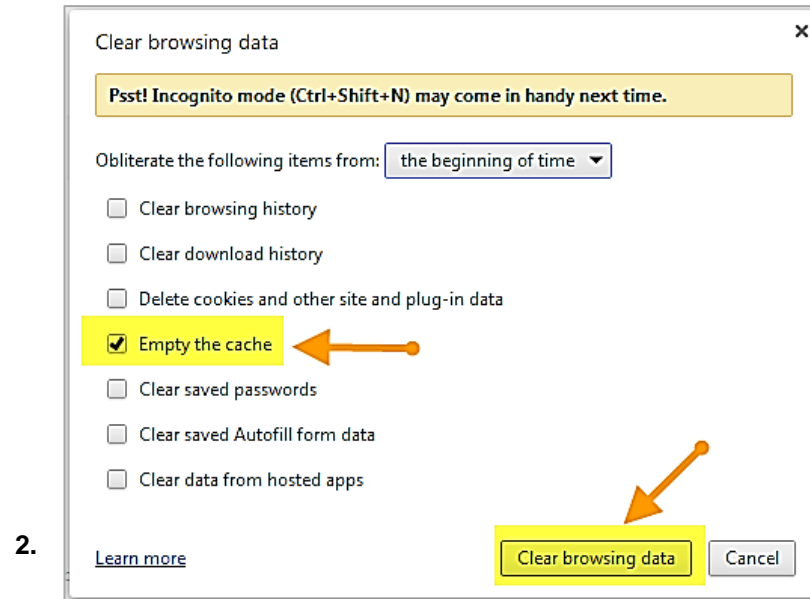 Clear browsing data
Psst! Incognito mode (Ctrl+Shift+N) may come in handy next time.
Obliterate the following items from: the beginning of time
Clear browsing history
Clear download history
Delete cookies and other site and plug-in data
Empty the cache
Clear saved passwords
Clear saved Autofill form data
Clear data from hosted apps
2.
Learn more Clear browsing data Cancel